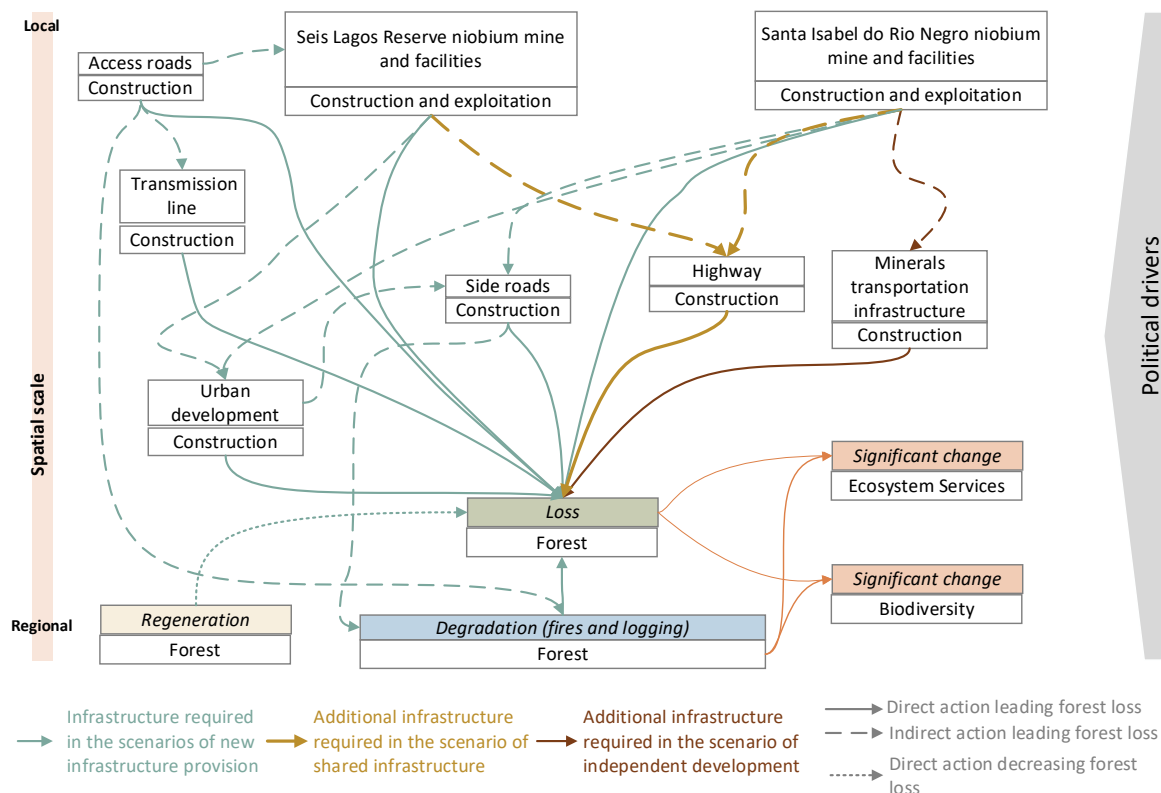 Local
Spatial scale
Regional
Access roads
Construction
Seis Lagos Reserve niobium mine
and facilities
Construction and exploitation
Santa Isabel do Rio Negro niobium
mine and facilities
Construction and exploitation
Transmission
line
Construction
Side roads
Construction
Highway
Construction
Minerals
transportation
infrastructure
Construction
Urban
development
Construction
Loss
Forest
Significant change
Ecosystem Services
Significant change
Biodiversity
Regeneration
Forest
Degradation (fires and logging)
Forest
Political drivers
Infrastructure required
in the scenarios of new
infrastructure provision
Additional infrastructure
required in the scenario of
shared infrastructure
Additional infrastructure
required in the scenario of
independent development
Direct action leading forest loss
Indirect action leading forest loss
Direct action decreasing forest
loss